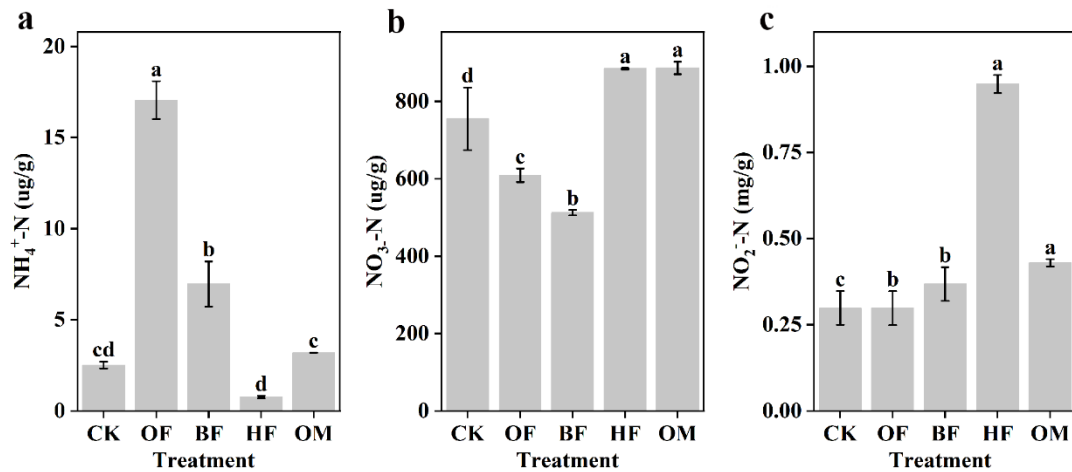 a
NH₄⁺-N (ug/g)
20
15
10
5
0
cd
a
b
d
c
CK OF BF HF OM
Treatment
b
NO₃₋-N (ug/g)
800
600
400
200
0
d
c
b
a
a
CK OF BF HF OM
Treatment
c
NO₂⁻-N (mg/g)
1.00
0.75
0.50
0.25
0.00
c
b
b
a
a
CK OF BF HF OM
Treatment